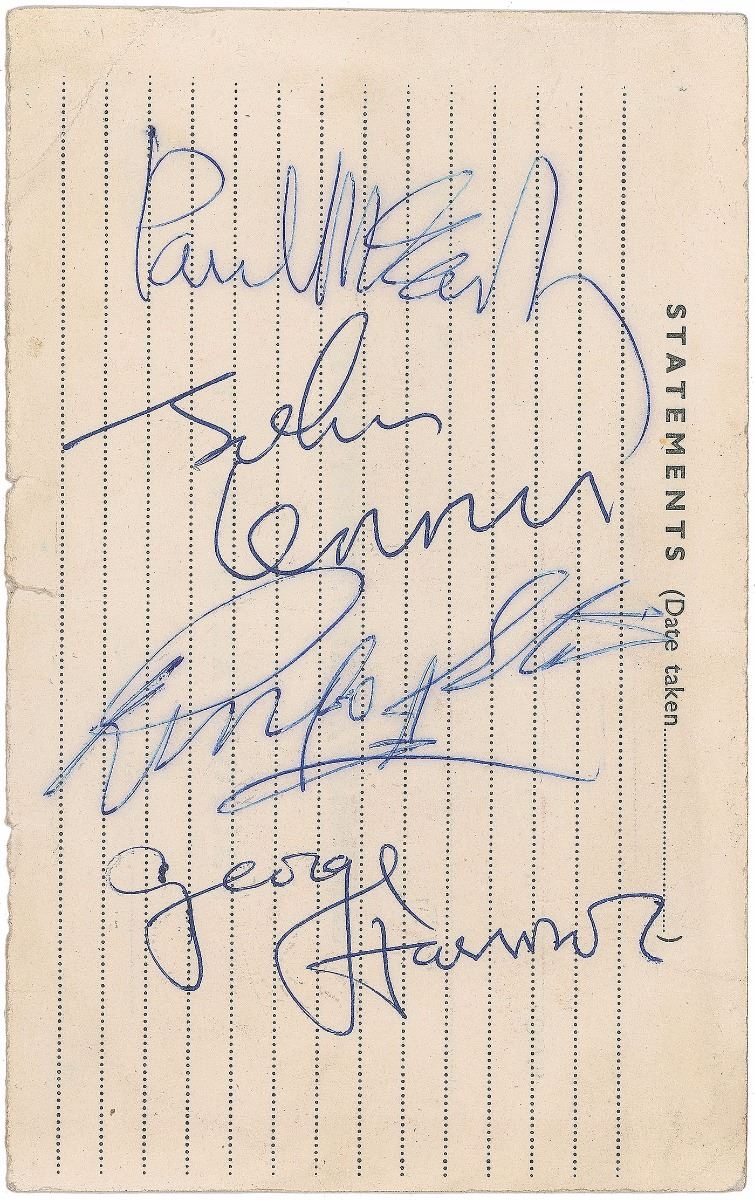 Paul McCartney
John
Lennon
Ringo Starr
George
Harrison
STATEMENTS (Date taken....................)